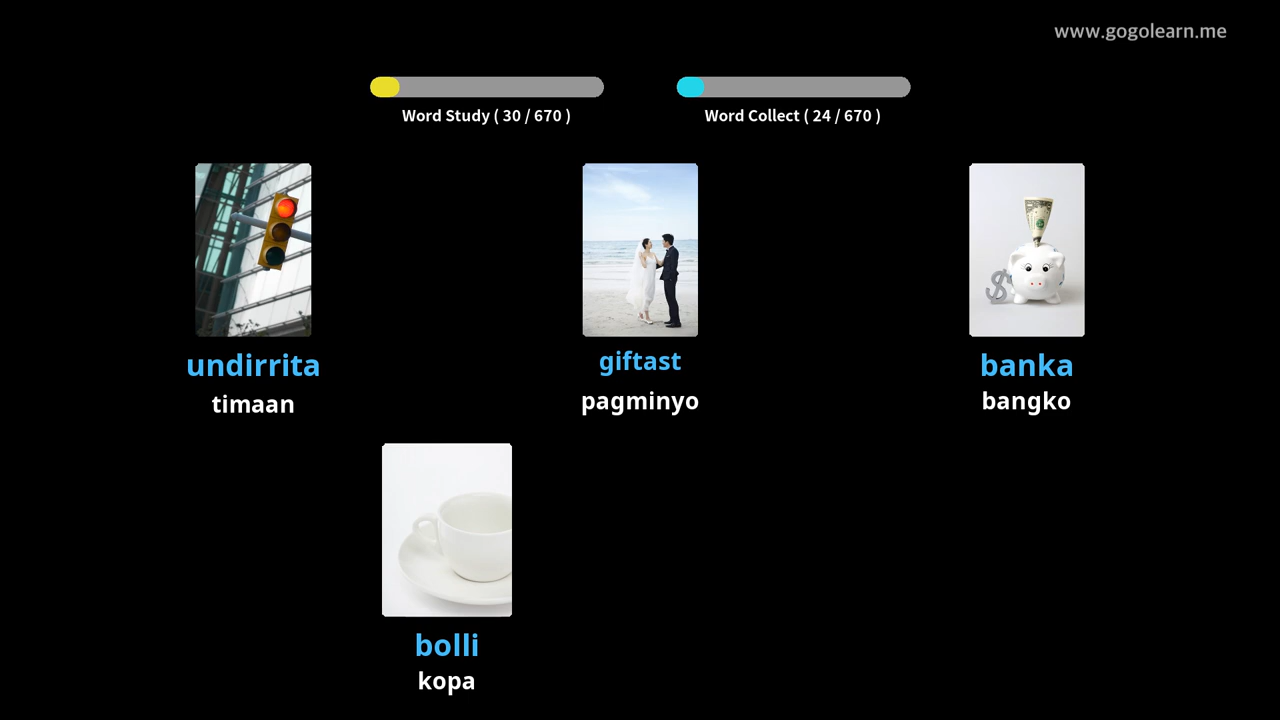 www.gogolearn.me
Word Study ( 30 / 670 )
Word Collect ( 24 / 670 )
undirrita
timaan
giftast
pagminyo
banka
bangko
bolli
kopa